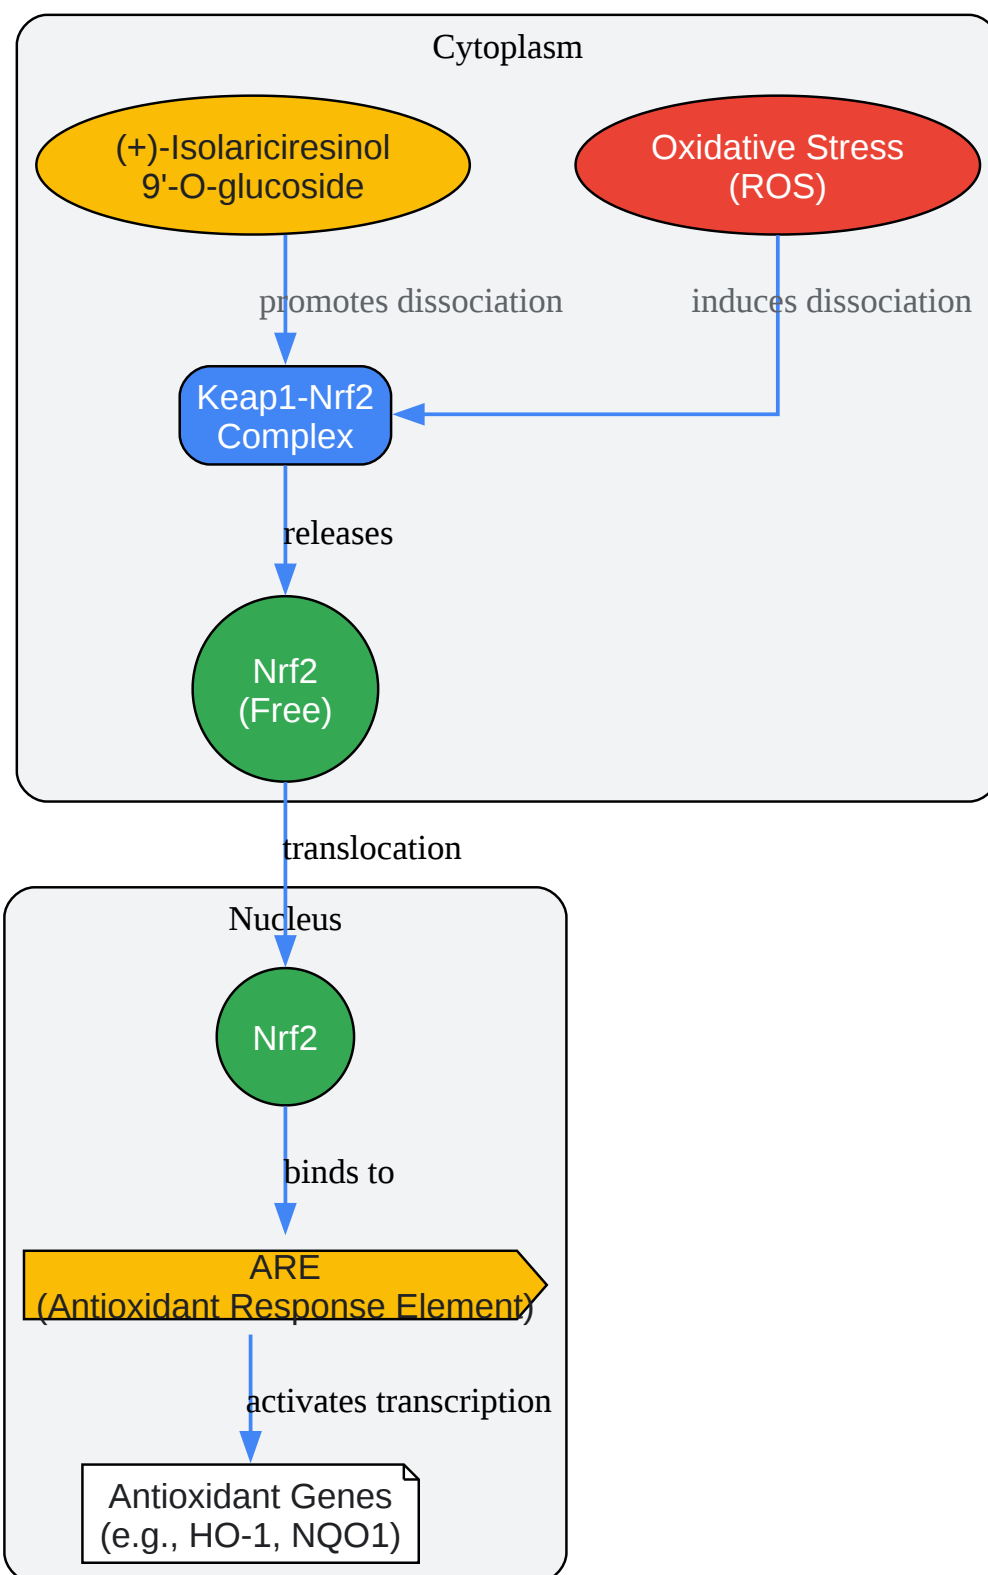 Cytoplasm
(+)-Isolariciresinol
9'-O-glucoside
Oxidative Stress
(ROS)
promotes dissociation
induces dissociation
Keap1-Nrf2
Complex
releases
Nrf2
(Free)
translocation
Nucleus
Nrf2
binds to
ARE
(Antioxidant Response Element)
activates transcription
Antioxidant Genes
(e.g., HO-1, NQO1)